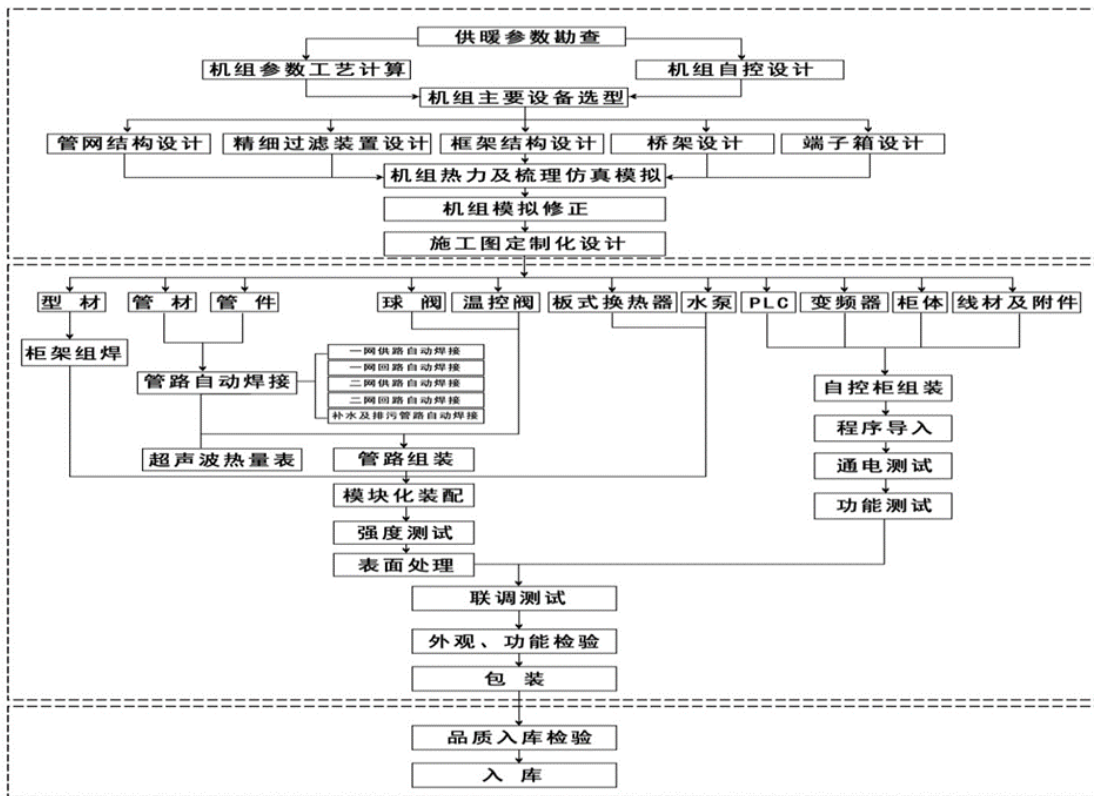 供暖参数勘查
机组参数工艺计算
机组自控设计
机组主要设备选型
管网结构设计
精细过滤装置设计
框架结构设计
桥架设计
端子箱设计
机组热力及梳理仿真模拟
机组模拟修正
施工图定制化设计
型 材
管 材
管 件
球 阀
温控阀
板式换热器
水泵
PLC
变频器
柜体
线材及附件
柜架组焊
管路自动焊接
一网供路自动焊接
一网回路自动焊接
二网供路自动焊接
二网回路自动焊接
补水及排污管路自动焊接
自控柜组装
程序导入
超声波热量表
管路组装
通电测试
模块化装配
功能测试
强度测试
表面处理
联调测试
外观、功能检验
包 装
品质入库检验
入 库